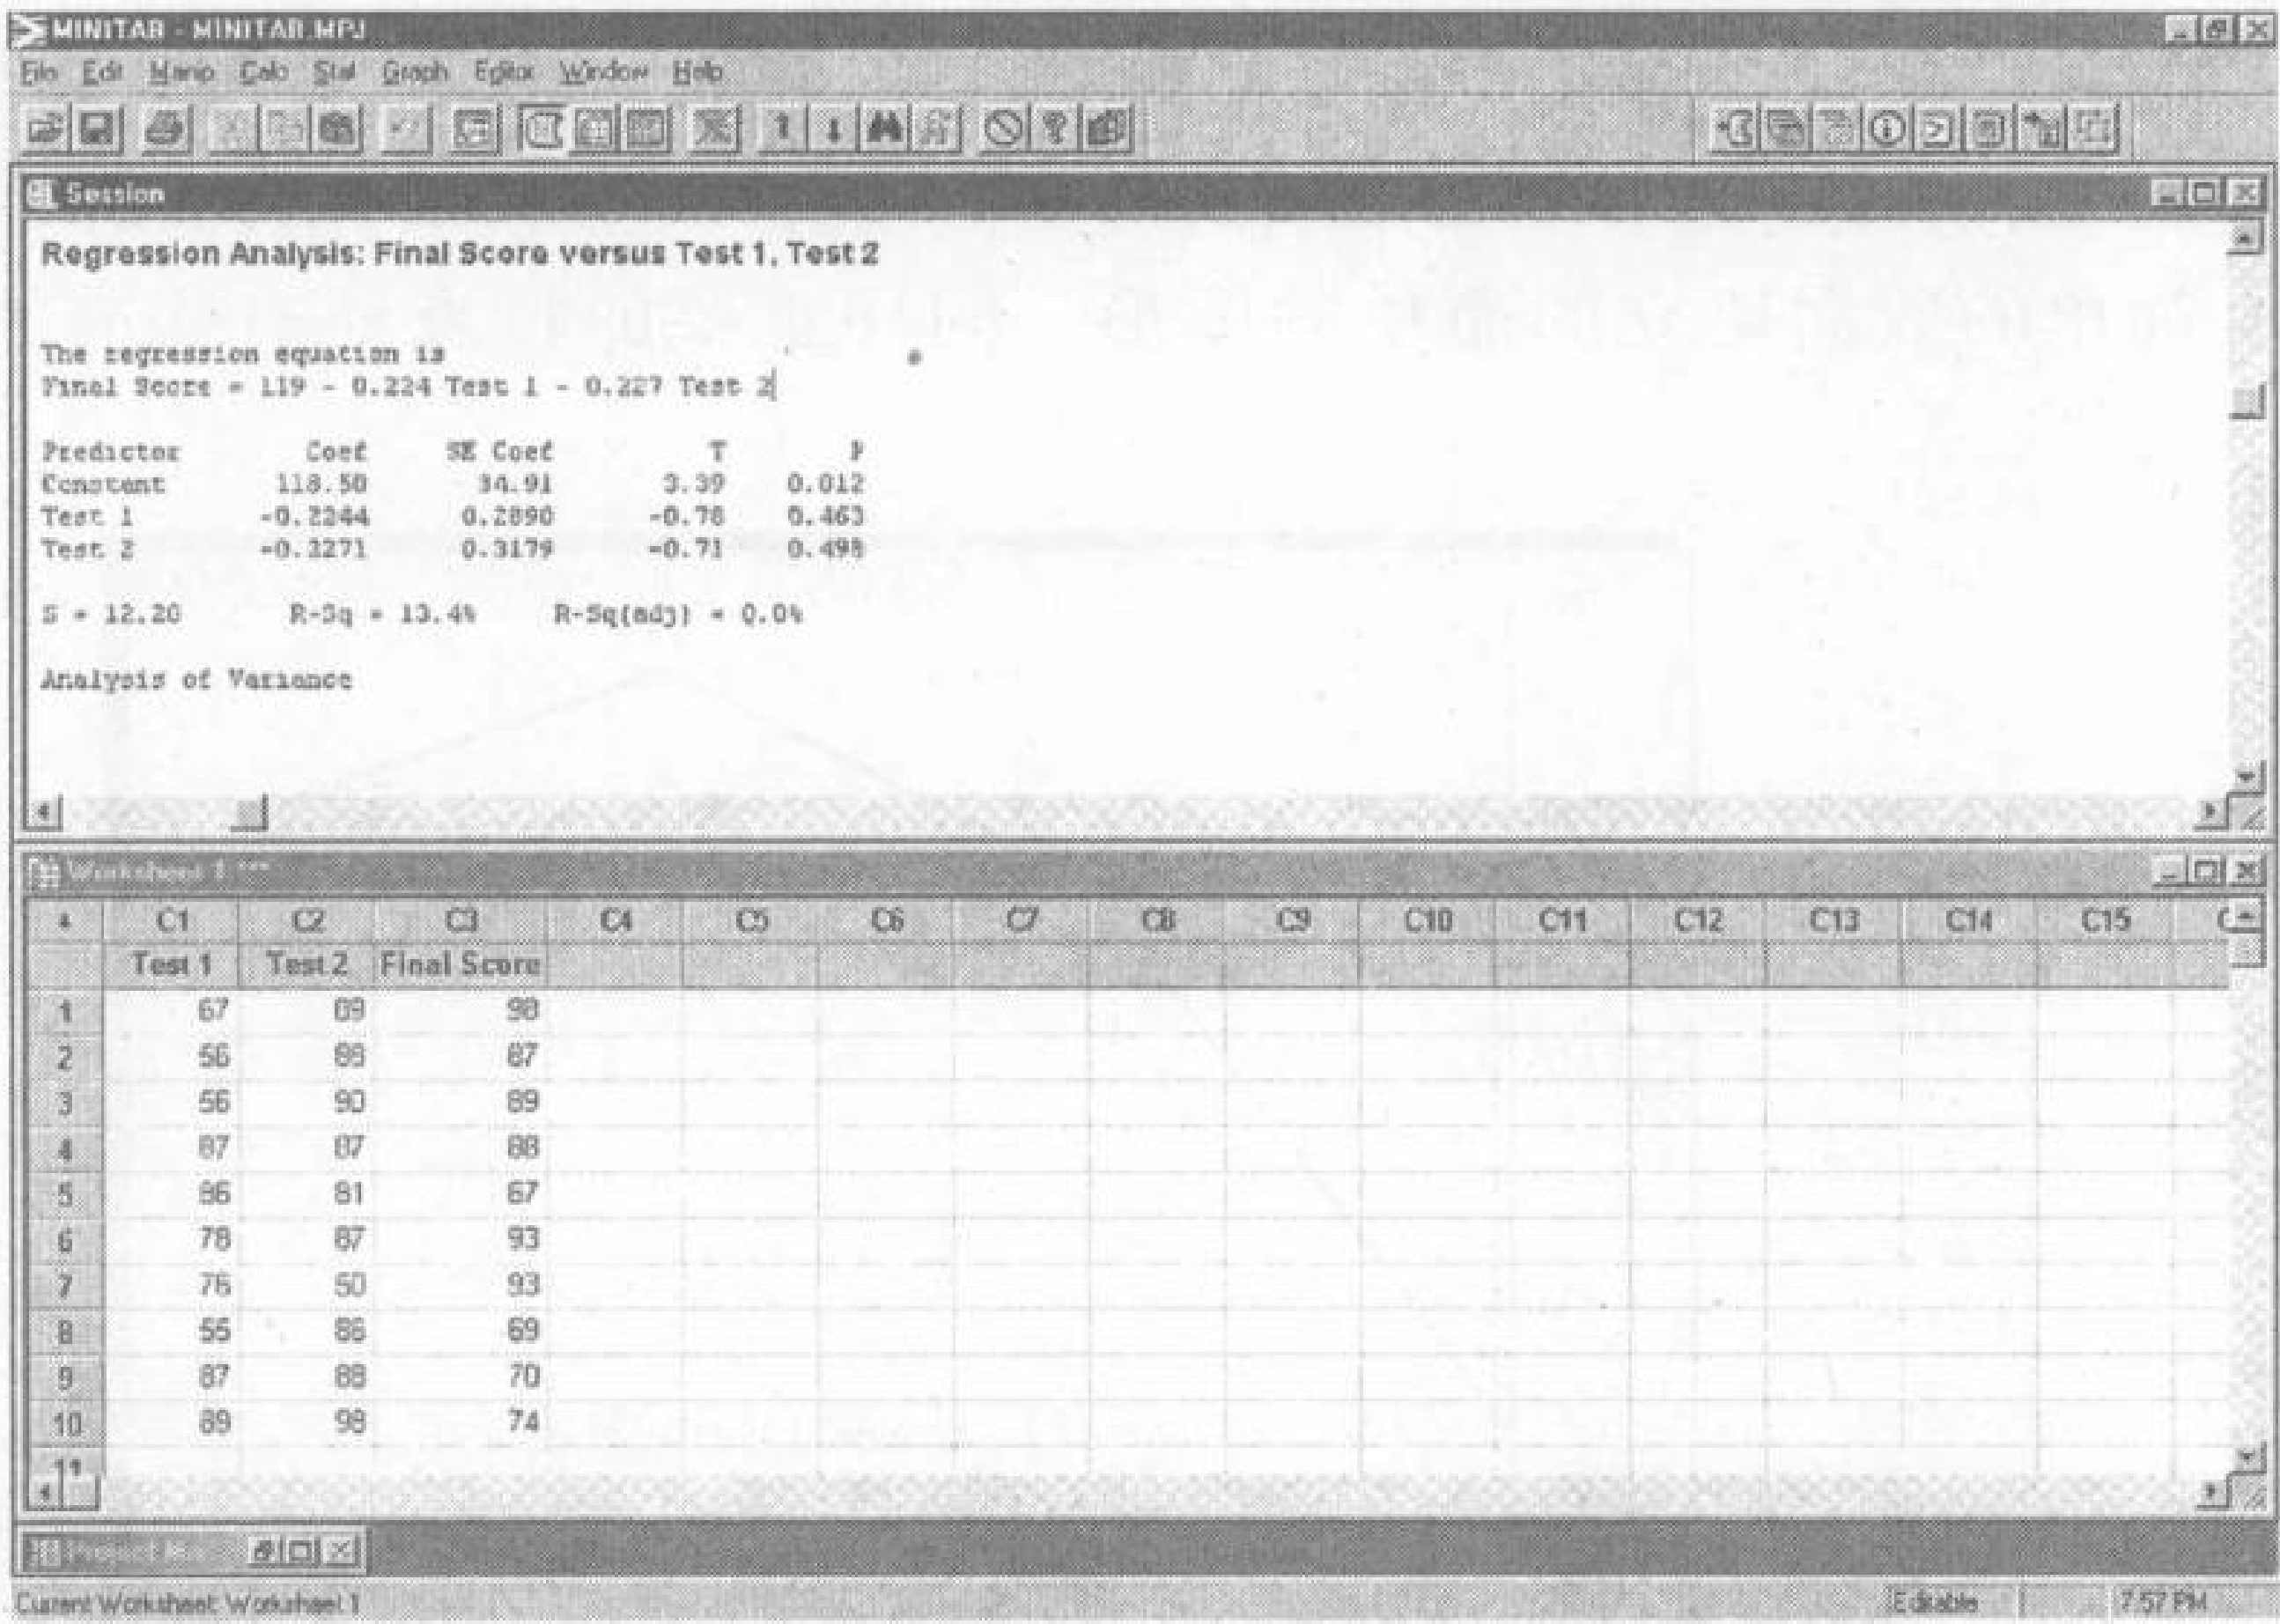 MINITAB - MINITAB.MPJ
File Edit Manip Calc Stat Graph Editor Window Help
Session
Regression Analysis: Final Score versus Test 1, Test 2
The regression equation is
Final Score = 119 - 0.224 Test 1 - 0.227 Test 2
Predictor Coef SE Coef T P
Constant 118.50 34.91 3.39 0.012
Test 1 -0.2244 0.2890 -0.78 0.463
Test 2 -0.2271 0.3179 -0.71 0.498
S = 12.20 R-Sq = 13.4% R-Sq(adj) = 0.0%
Analysis of Variance
Worksheet 1 ***
C1 C2 C3 C4 C5 C6 C7 C8 C9 C10 C11 C12 C13 C14 C15 C
Test 1 Test 2 Final Score
1 67 89 98
2 56 88 87
3 56 90 89
4 87 87 88
5 96 81 67
6 78 87 93
7 76 50 93
8 55 86 69
9 87 88 70
10 89 98 74
11
Current Worksheet: Worksheet 1 Editable 7:57 PM